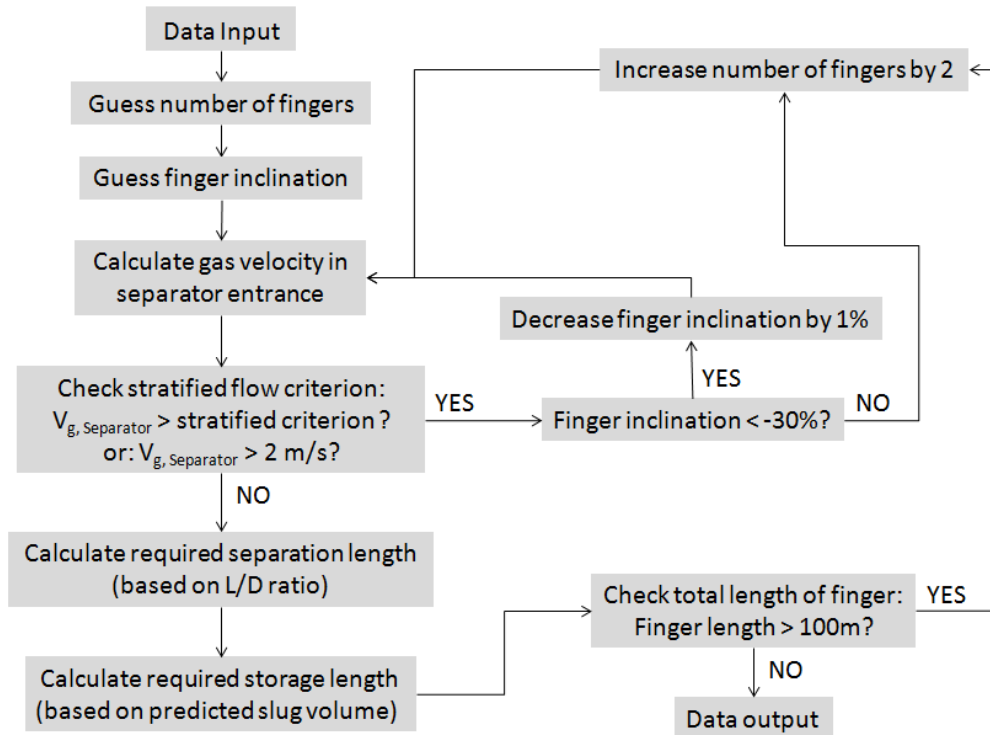 Data Input
Guess number of fingers
Guess finger inclination
Calculate gas velocity in
separator entrance
Check stratified flow criterion:
Vg, Separator > stratified criterion ?
or: Vg, Separator > 2 m/s?
YES
Finger inclination < -30%?
YES
NO
Decrease finger inclination by 1%
Increase number of fingers by 2
NO
Calculate required separation length
(based on L/D ratio)
Calculate required storage length
(based on predicted slug volume)
Check total length of finger:
Finger length > 100m?
YES
NO
Data output